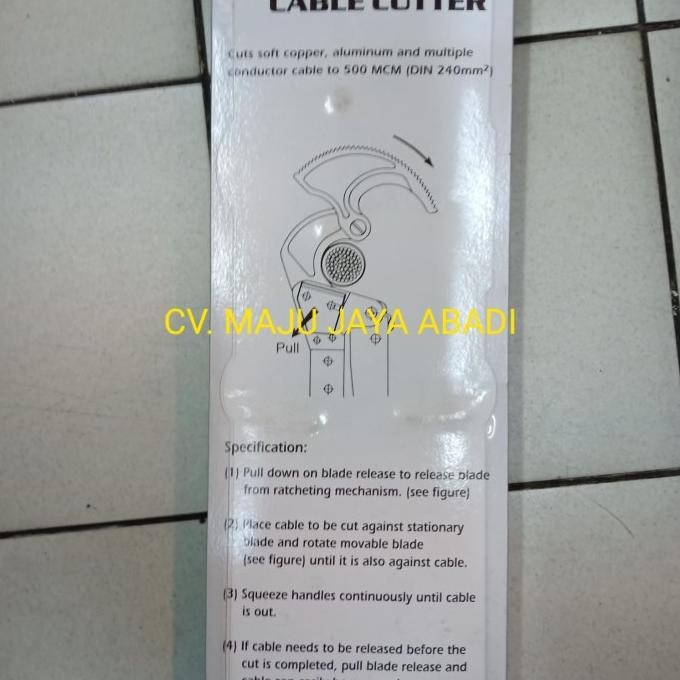 CABLE CUTTER
Cuts soft copper, aluminum and multiple
conductor cable to 500 MCM (DIN 240mm²)
CV. MAJU JAYA ABADI
Pull
Specification:
(1) Pull down on blade release to release blade
from ratcheting mechanism. (see figure)
(2) Place cable to be cut against stationary
blade and rotate movable blade
(see figure) until it is also against cable.
(3) Squeeze handles continuously until cable
is out.
(4) If cable needs to be released before the
cut is completed, pull blade release and